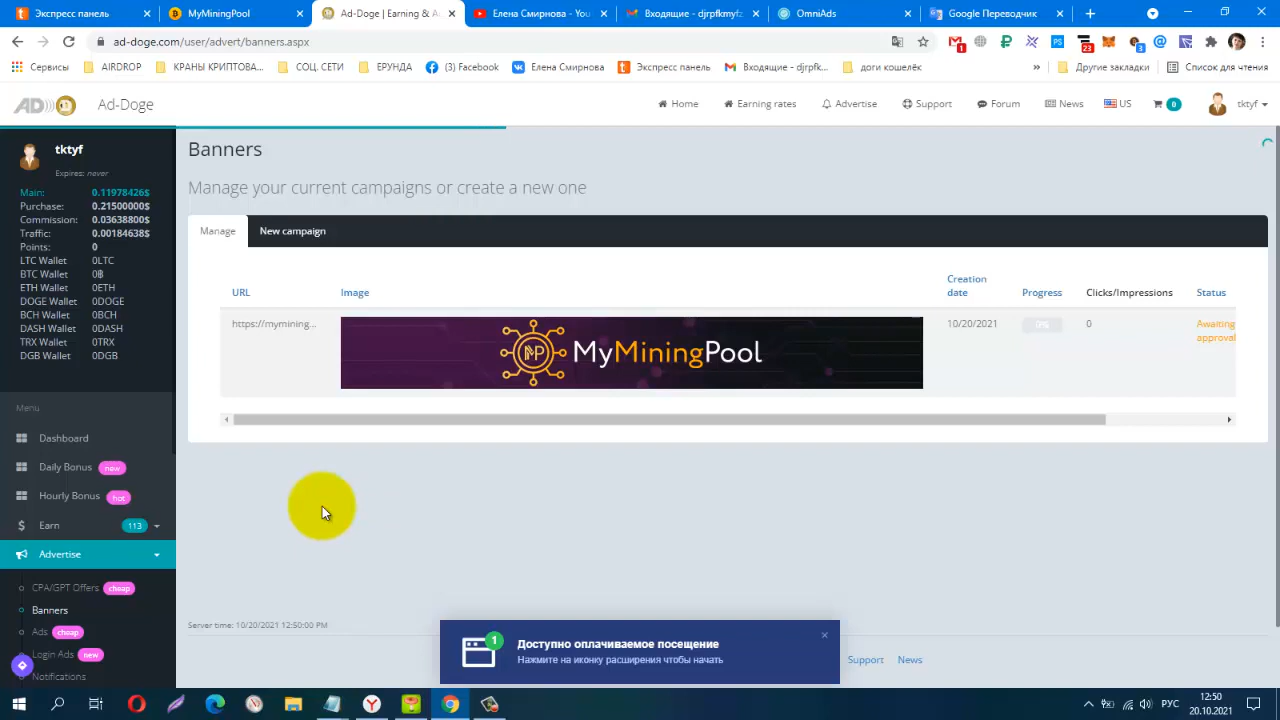 Экспресс панель
MyMiningPool
Ad-Doge | Earning & Ad
Елена Смирнова - You
Входящие - djrpfkmyfz
OmniAds
Google Переводчик
ad-doge.com/user/advert/banners.aspx
1
23
3
Сервисы
AIRDROP
КРАНЫ КРИПТОВА...
СОЦ. СЕТИ
ЕРУНДА
(3) Facebook
Елена Смирнова
Экспресс панель
Входящие - djrpfk...
доги кошелёк
»
Другие закладки
Список для чтения
AD
Ad-Doge
Home
Earning rates
Advertise
Support
Forum
News
US
0
tktyf
tktyf
Expires: never
Main: 0.11978426$
Purchase: 0.21500000$
Commission: 0.03638800$
Traffic: 0.00184638$
Points: 0
LTC Wallet 0LTC
BTC Wallet 0฿
ETH Wallet 0ETH
DOGE Wallet 0DOGE
BCH Wallet 0BCH
DASH Wallet 0DASH
TRX Wallet 0TRX
DGB Wallet 0DGB
Menu
Dashboard
Daily Bonus new
Hourly Bonus hot
Earn 113
Advertise
CPA/GPT Offers cheap
Banners
Ads cheap
Login Ads new
Notifications
Banners
Manage your current campaigns or create a new one
Manage
New campaign
URL
Image
Creation
date
Progress
Clicks/Impressions
Status
https://mymining...
MyMiningPool
10/20/2021
0%
0
Awaiting
approval
Server time: 10/20/2021 12:50:00 PM
1
Доступно оплачиваемое посещение
Нажмите на иконку расширения чтобы начать
×
Support
News
РУС
12:50
20.10.2021